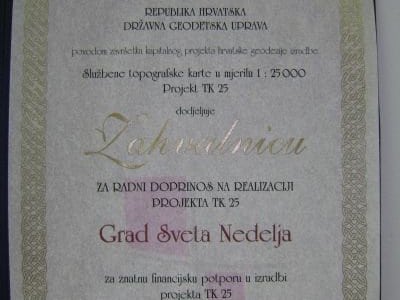 REPUBLIKA HRVATSKA
DRŽAVNA GEODETSKA UPRAVA
povodom završetka kapitalnog projekta hrvatske geodezije izradbe
Službene topografske karte u mjerilu 1 : 25 000
Projekt TK 25
dodjeljuje
Zahvalnicu
ZA RADNI DOPRINOS NA REALIZACIJI
PROJEKTA TK 25
Grad Sveta Nedelja
za znatnu financijsku potporu u izradbi
projekta TK 25